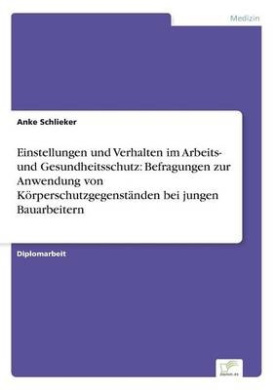 Medizin
Anke Schlieker
Einstellungen und Verhalten im Arbeits-
und Gesundheitsschutz: Befragungen zur
Anwendung von
Körperschutzgegenständen bei jungen
Bauarbeitern
Diplomarbeit